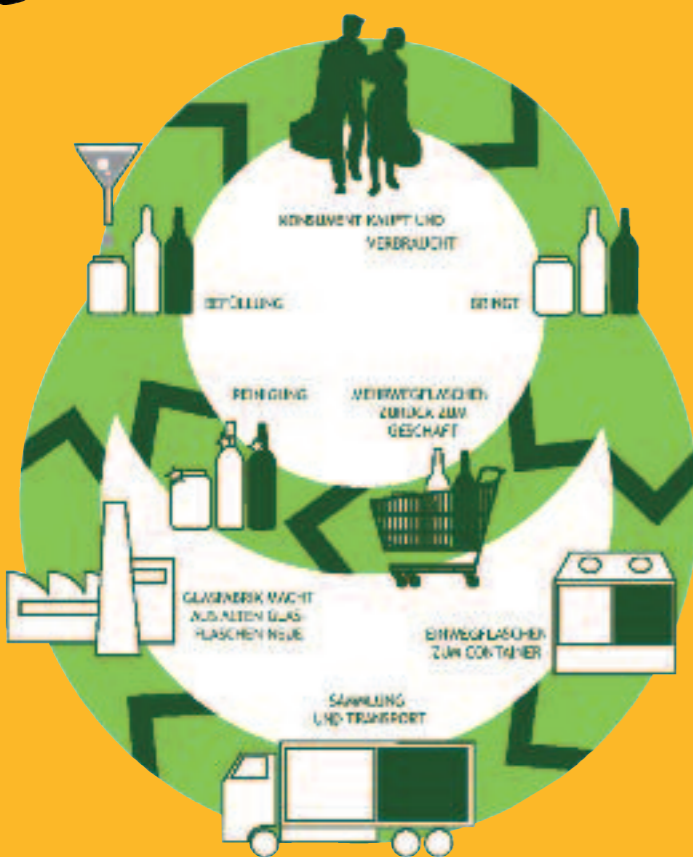 KONSUMENT KAUFT UND
VERBRAUCHT
BEFÜLLUNG
BRINGT
REINIGUNG
MEHRWEGFLASCHEN
ZURÜCK ZUM
GESCHÄFT
GLASFABRIK MACHT
AUS ALTEN GLAS-
FLASCHEN NEUE
EINWEGFLASCHEN
ZUM CONTAINER
SAMMLUNG
UND TRANSPORT